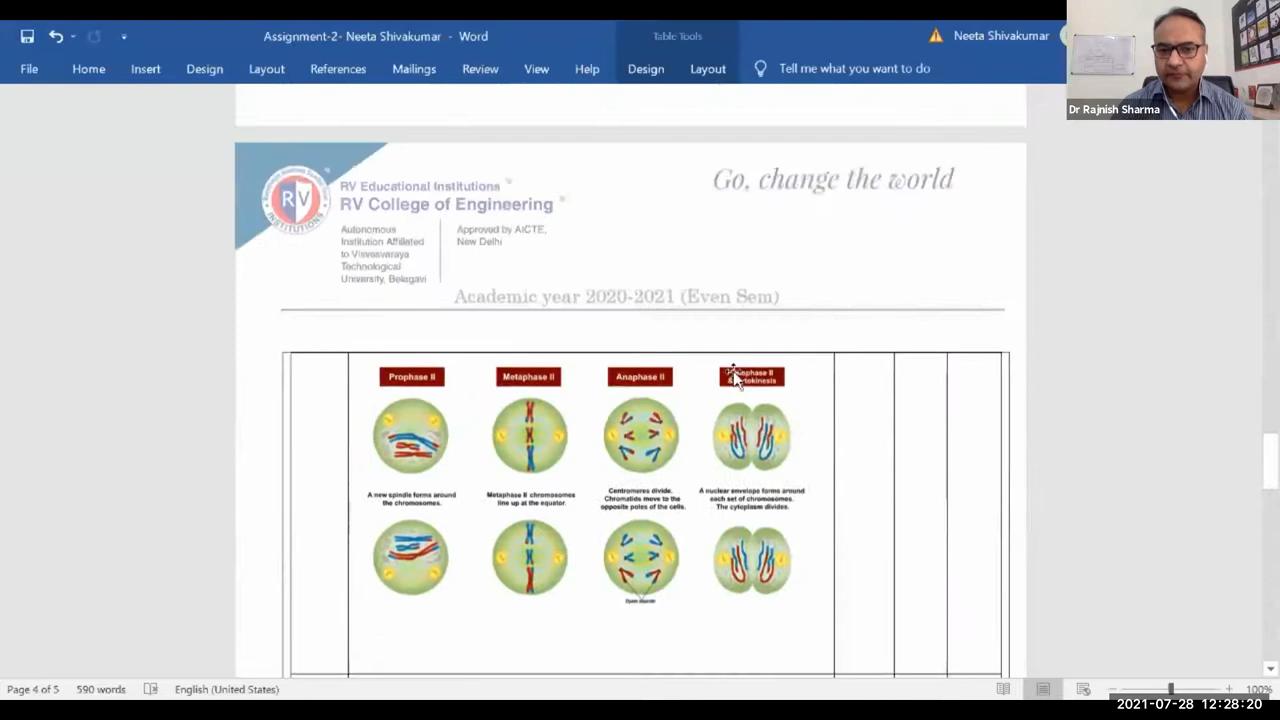 Assignment-2- Neeta Shivakumar - Word
Table Tools
Neeta Shivakumar
File Home Insert Design Layout References Mailings Review View Help Design Layout Tell me what you want to do
Dr Rajnish Sharma
RV Educational Institutions
RV College of Engineering
Go, change the world
RV
INSTITUTIONS
Autonomous
Institution Affiliated
to Visvesvaraya
Technological
University, Belagavi
Approved by AICTE,
New Delhi
Academic year 2020-2021 (Even Sem)
Prophase II
Metaphase II
Anaphase II
A new spindle forms around
the chromosomes.
Metaphase II chromosomes
line up at the equator.
Centromeres divide.
Chromatids move to the
opposite poles of the cells.
A nuclear envelope forms around
each set of chromosomes.
The cytoplasm divides.
Page 4 of 5 590 words English (United States) 100%
2021-07-28 12:28:20